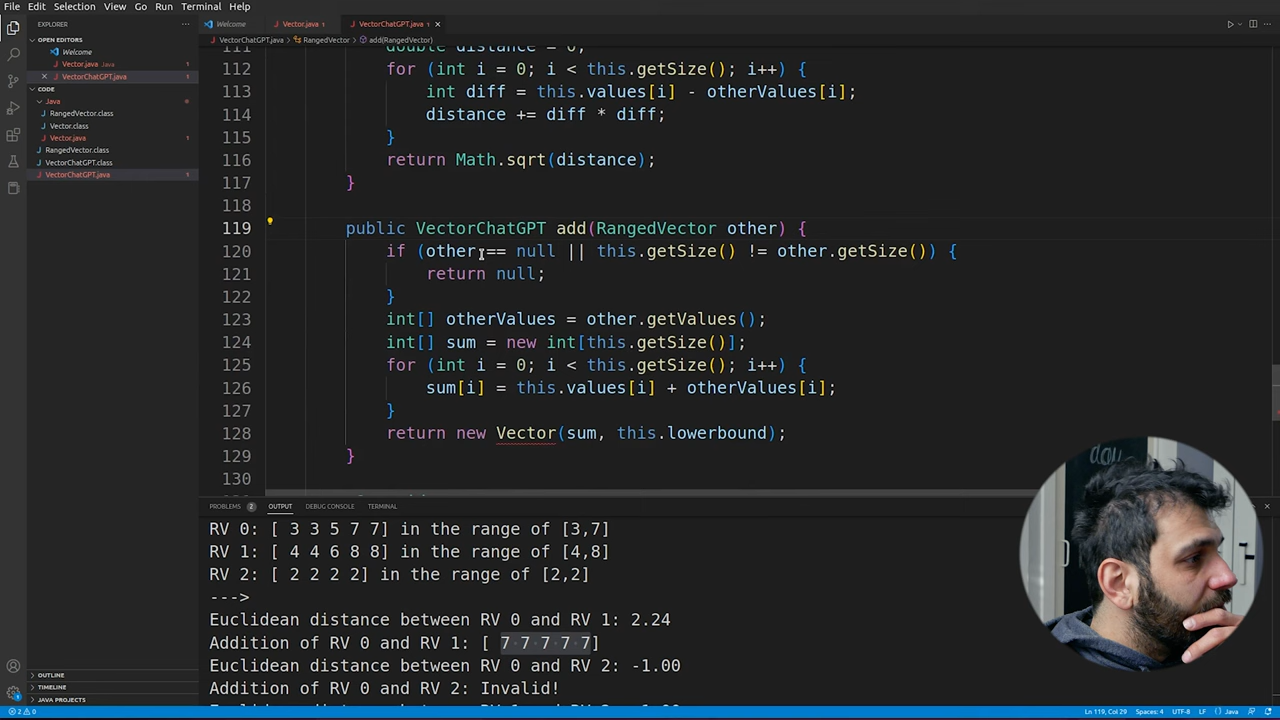 File Edit Selection View Go Run Terminal Help
EXPLORER ···
Welcome
Vector.java 1
VectorChatGPT.java 1 ×
OPEN EDITORS
Welcome
Vector.java 1
× VectorChatGPT.java 1
CODE
Java
RangedVector.class
Vector.class
Vector.java 1
RangedVector.class
VectorChatGPT.class
VectorChatGPT.java 1
OUTLINE
TIMELINE
JAVA PROJECTS
VectorChatGPT.java > RangedVector > add(RangedVector)
111 double distance = 0;
112 for (int i = 0; i < this.getSize(); i++) {
113 int diff = this.values[i] - otherValues[i];
114 distance += diff * diff;
115 }
116 return Math.sqrt(distance);
117 }
118
119 public VectorChatGPT add(RangedVector other) {
120 if (other == null || this.getSize() != other.getSize()) {
121 return null;
122 }
123 int[] otherValues = other.getValues();
124 int[] sum = new int[this.getSize()];
125 for (int i = 0; i < this.getSize(); i++) {
126 sum[i] = this.values[i] + otherValues[i];
127 }
128 return new Vector(sum, this.lowerbound);
129 }
130
PROBLEMS 2 OUTPUT DEBUG CONSOLE TERMINAL
RV 0: [ 3 3 5 7 7] in the range of [3,7]
RV 1: [ 4 4 6 8 8] in the range of [4,8]
RV 2: [ 2 2 2 2] in the range of [2,2]
--->
Euclidean distance between RV 0 and RV 1: 2.24
Addition of RV 0 and RV 1: [ 7 7 7 7 7]
Euclidean distance between RV 0 and RV 2: -1.00
Addition of RV 0 and RV 2: Invalid!
2 0
Ln 119, Col 29 Spaces: 4 UTF-8 LF {} Java